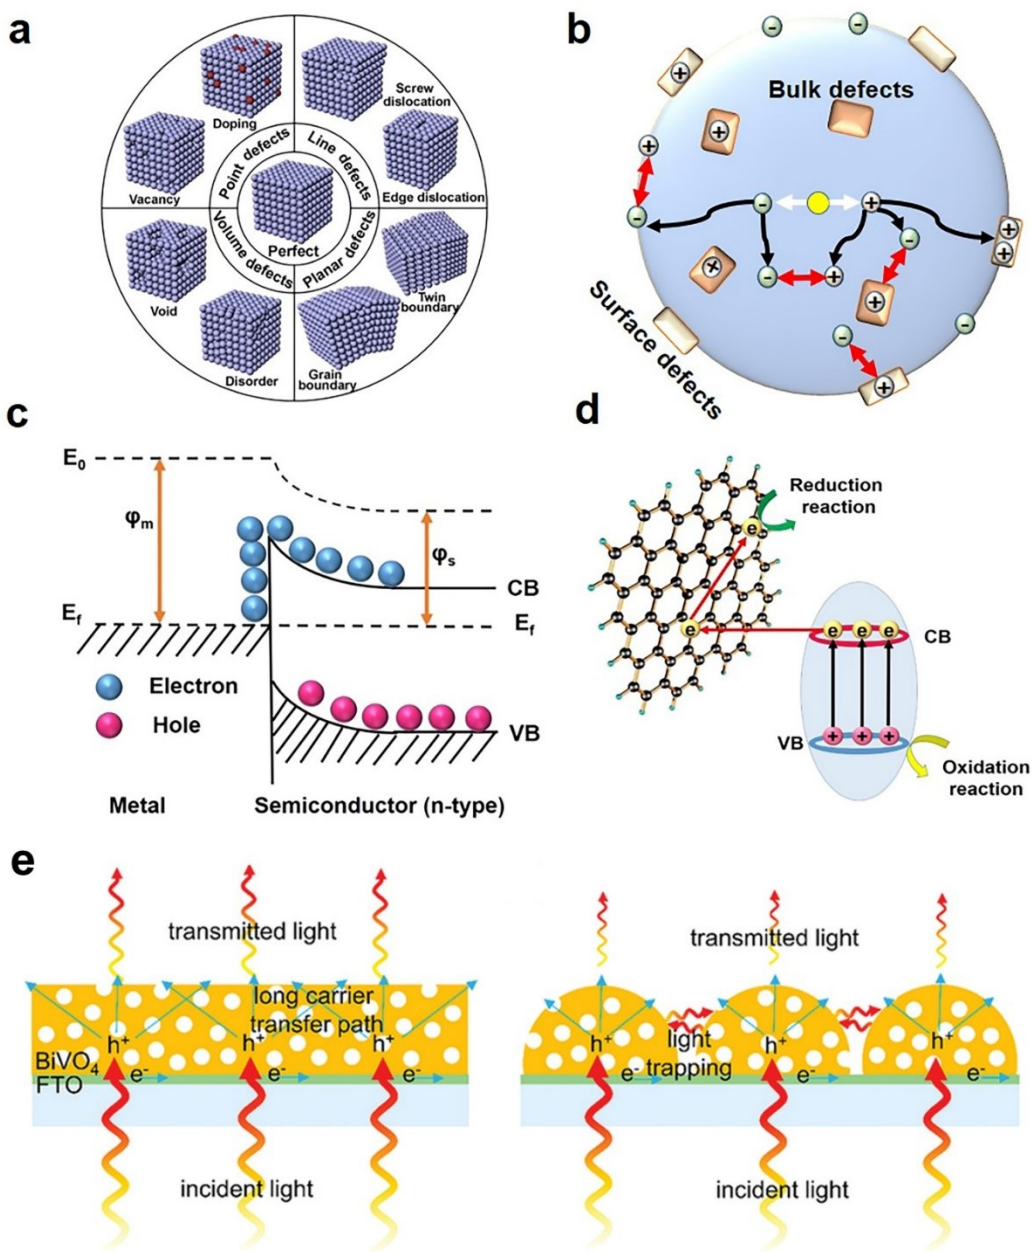 a
Doping
Screw
dislocation
Point defects
Line defects
Vacancy
Edge dislocation
Perfect
Volume defects
Planar defects
Void
Twin
boundary
Disorder
Grain
boundary
b
Bulk defects
Surface defects
-
-
+
+
+
-
-
+
-
+
+
+
-
+
+
-
-
+
c
E0
φm
φs
CB
Ef
Ef
Electron
Hole
VB
Metal
Semiconductor (n-type)
d
Reduction
reaction
e
e
e e e
CB
VB
+ + +
Oxidation
reaction
e
transmitted light
long carrier
transfer path
h+
h+
h+
BiVO4
FTO
e-
e-
e-
incident light
transmitted light
h+
h+
h+
light
trapping
e-
e-
e-
incident light